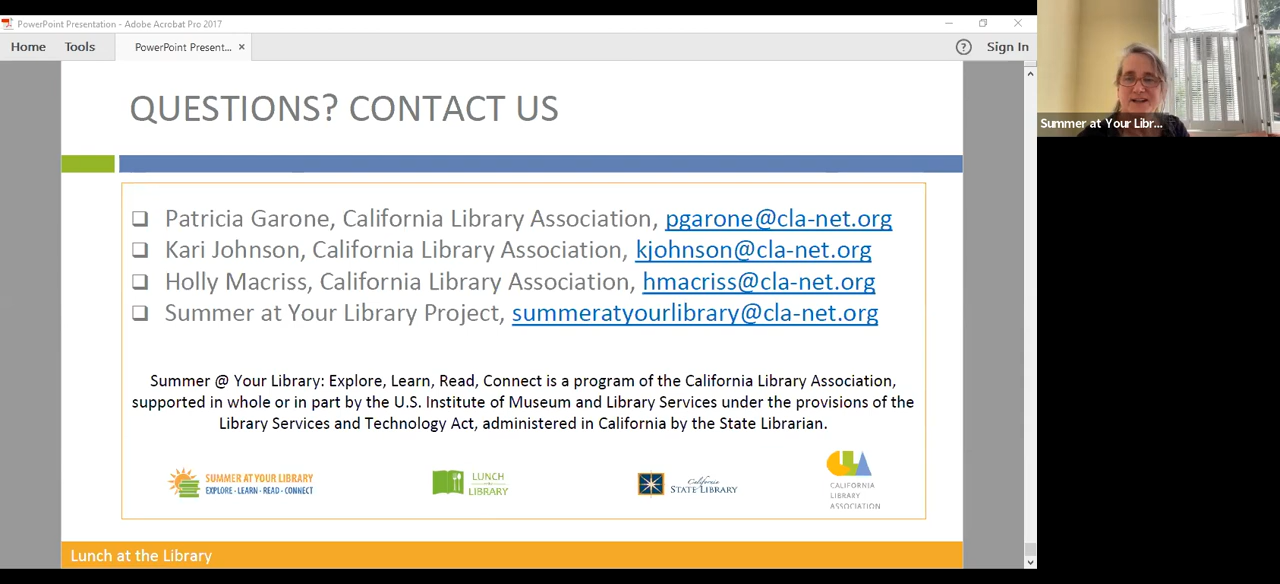 PowerPoint Presentation - Adobe Acrobat Pro 2017
Home Tools PowerPoint Present... × ? Sign In
QUESTIONS? CONTACT US
Patricia Garone, California Library Association, pgarone@cla-net.org
Kari Johnson, California Library Association, kjohnson@cla-net.org
Holly Macriss, California Library Association, hmacriss@cla-net.org
Summer at Your Library Project, summeratyourlibrary@cla-net.org
Summer @ Your Library: Explore, Learn, Read, Connect is a program of the California Library Association,
supported in whole or in part by the U.S. Institute of Museum and Library Services under the provisions of the
Library Services and Technology Act, administered in California by the State Librarian.
SUMMER AT YOUR LIBRARY
EXPLORE · LEARN · READ · CONNECT
LUNCH
LIBRARY
California
STATE LIBRARY
CALIFORNIA
LIBRARY
ASSOCIATION
Lunch at the Library
Summer at Your Libr...